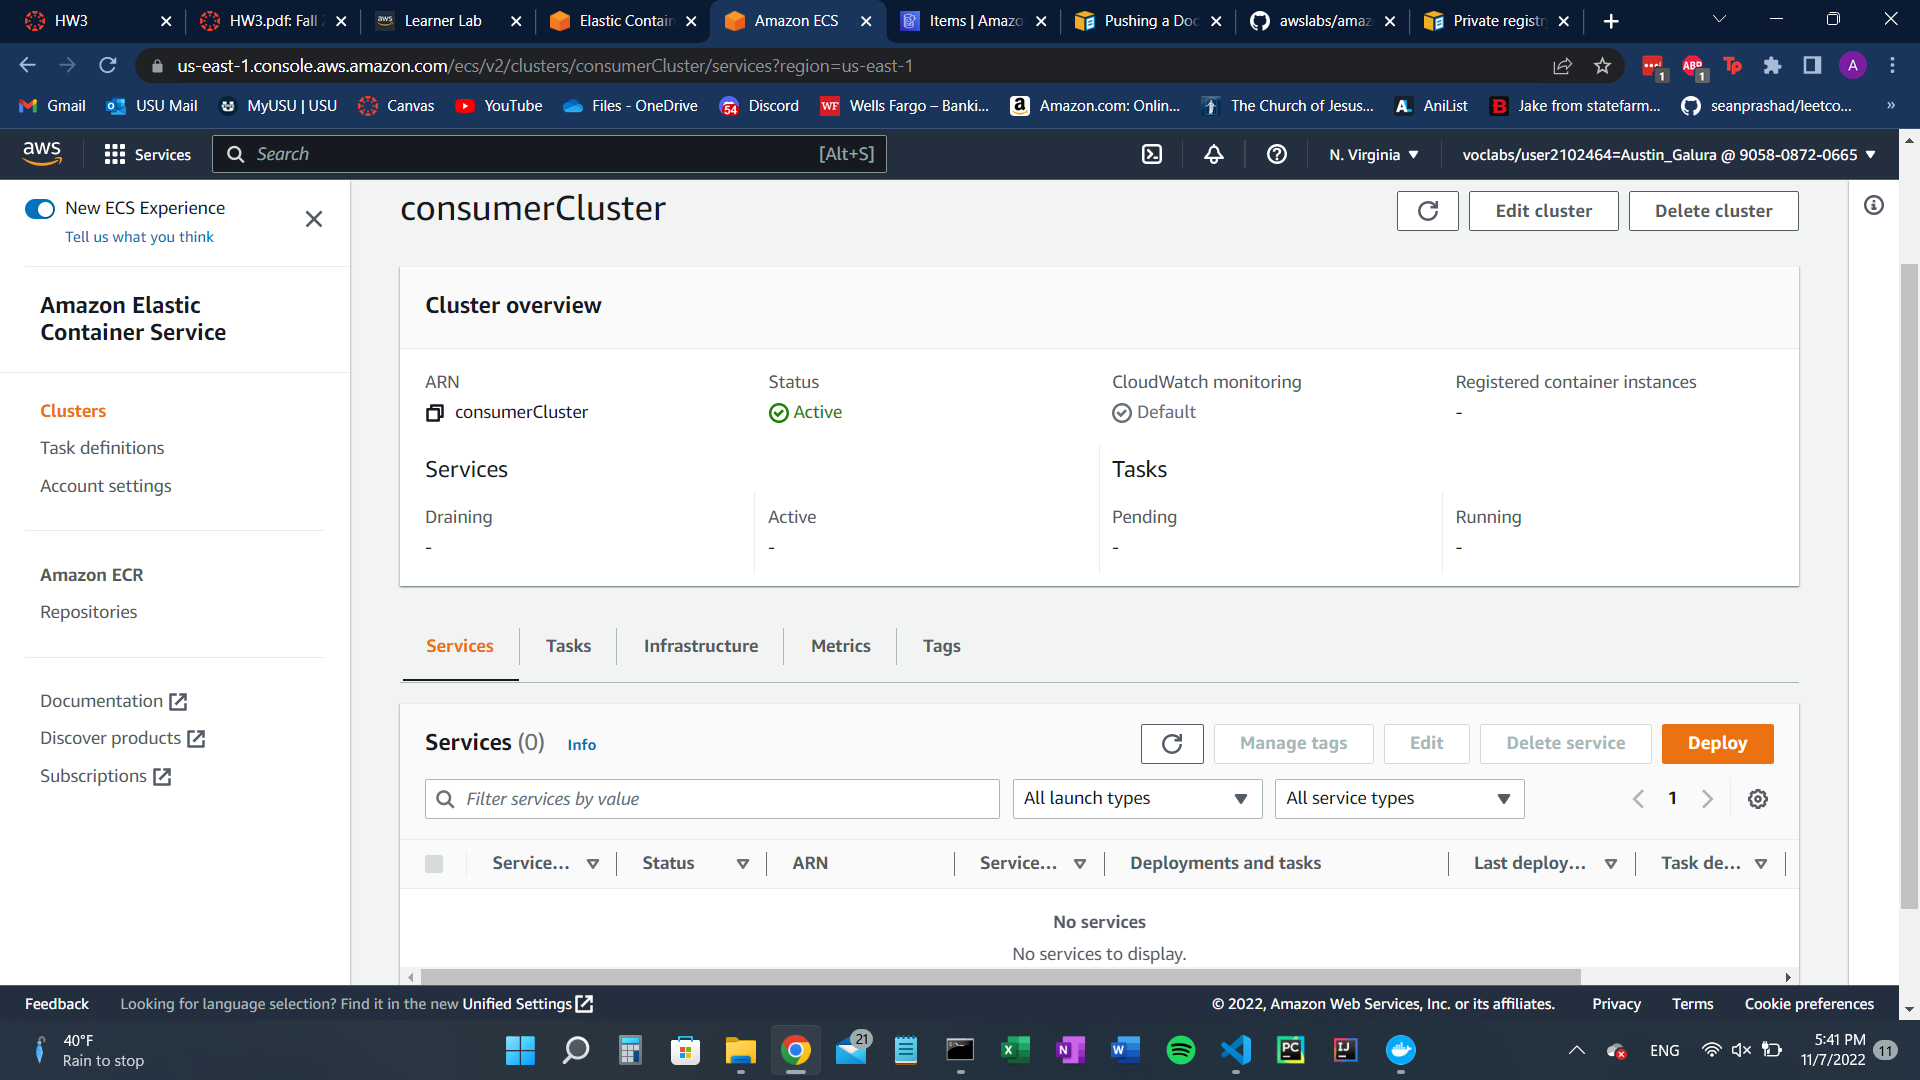 HW3
HW3.pdf: Fall
Learner Lab
Elastic Contain
Amazon ECS
Items | Amazo
Pushing a Doc
awslabs/amaz
Private registr
us-east-1.console.aws.amazon.com/ecs/v2/clusters/consumerCluster/services?region=us-east-1
Gmail
USU Mail
MyUSU | USU
Canvas
YouTube
Files - OneDrive
Discord
Wells Fargo – Banki...
Amazon.com: Onlin...
The Church of Jesus...
AniList
Jake from statefarm...
seanprashad/leetco...
aws
Services
Search
[Alt+S]
N. Virginia
voclabs/user2102464=Austin_Galura @ 9058-0872-0665
New ECS Experience
Tell us what you think
Amazon Elastic
Container Service
Clusters
Task definitions
Account settings
Amazon ECR
Repositories
Documentation
Discover products
Subscriptions
consumerCluster
Edit cluster
Delete cluster
Cluster overview
ARN
consumerCluster
Status
Active
CloudWatch monitoring
Default
Registered container instances
-
Services
Tasks
Draining
-
Active
-
Pending
-
Running
-
Services
Tasks
Infrastructure
Metrics
Tags
Services (0)
Info
Manage tags
Edit
Delete service
Deploy
Filter services by value
All launch types
All service types
1
Service...
Status
ARN
Service...
Deployments and tasks
Last deploy...
Task de...
No services
No services to display.
Feedback
Looking for language selection? Find it in the new Unified Settings
© 2022, Amazon Web Services, Inc. or its affiliates.
Privacy
Terms
Cookie preferences
40°F
Rain to stop
21
ENG
5:41 PM
11/7/2022
11